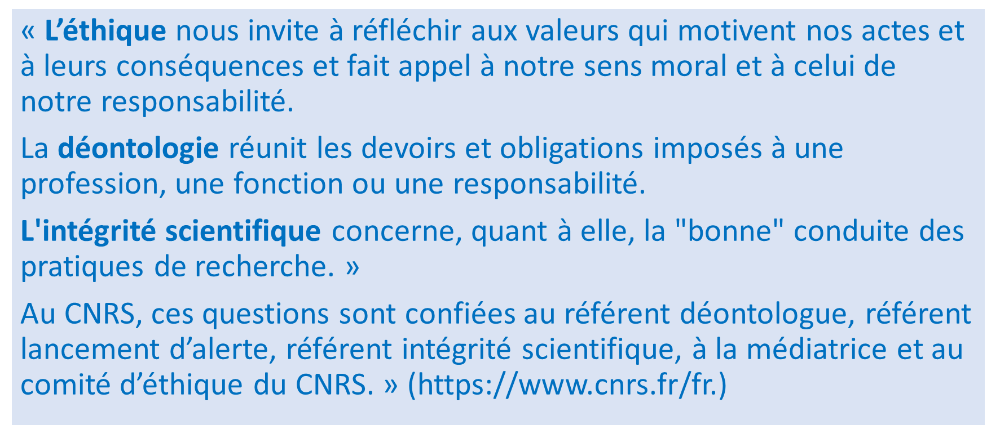 « L’éthique nous invite à réfléchir aux valeurs qui motivent nos actes et
à leurs conséquences et fait appel à notre sens moral et à celui de
notre responsabilité.
La déontologie réunit les devoirs et obligations imposés à une
profession, une fonction ou une responsabilité.
L'intégrité scientifique concerne, quant à elle, la "bonne" conduite des
pratiques de recherche. »
Au CNRS, ces questions sont confiées au référent déontologue, référent
lancement d’alerte, référent intégrité scientifique, à la médiatrice et au
comité d’éthique du CNRS. » (https://www.cnrs.fr/fr.)